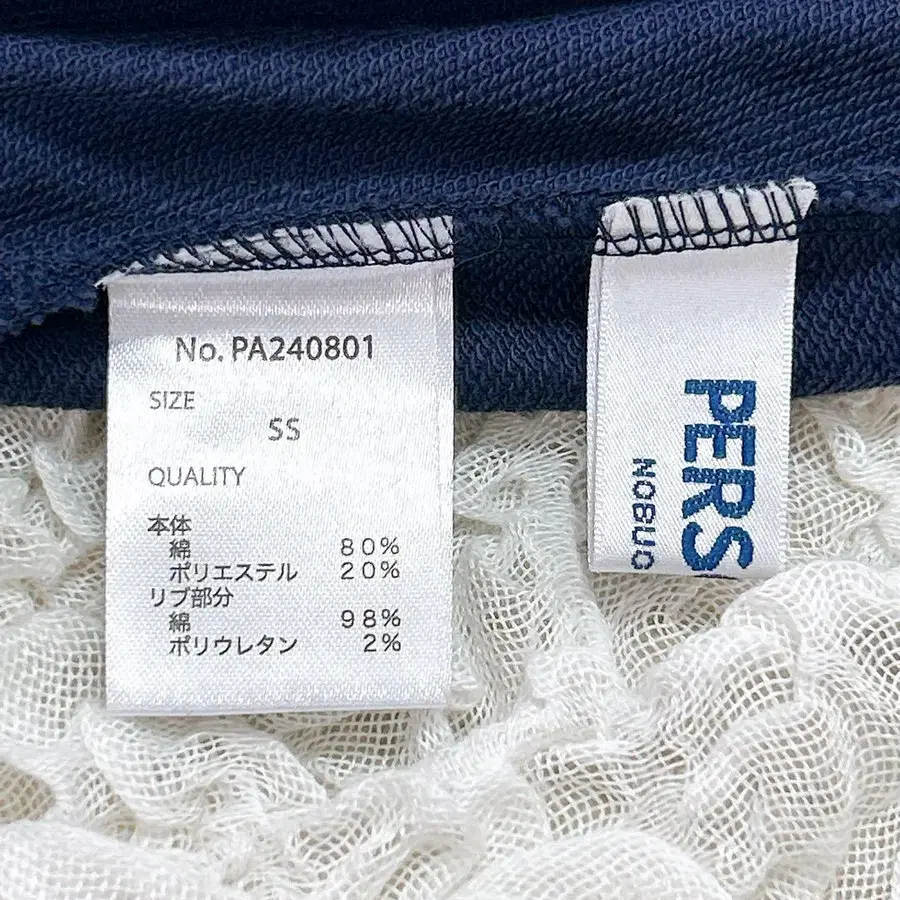 No. PA240801
SIZE
SS
QUALITY
本体
綿 80%
ポリエステル 20%
リブ部分
綿 98%
ポリウレタン 2%
PERS
NOBUO